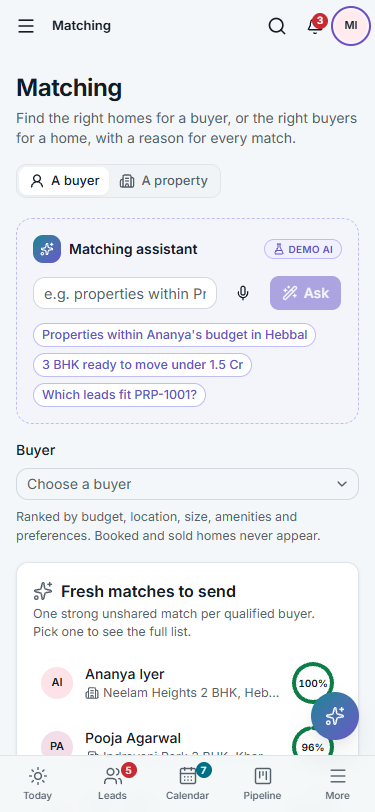 Matching
3
MI
Matching
Find the right homes for a buyer, or the right buyers
for a home, with a reason for every match.
A buyer
A property
Matching assistant
DEMO AI
e.g. properties within Pr
Ask
Properties within Ananya's budget in Hebbal
3 BHK ready to move under 1.5 Cr
Which leads fit PRP-1001?
Buyer
Choose a buyer
Ranked by budget, location, size, amenities and
preferences. Booked and sold homes never appear.
Fresh matches to send
One strong unshared match per qualified buyer.
Pick one to see the full list.
AI
Ananya Iyer
Neelam Heights 2 BHK, Heb...
100%
PA
Pooja Agarwal
96%
5
7
Today
Leads
Calendar
Pipeline
More